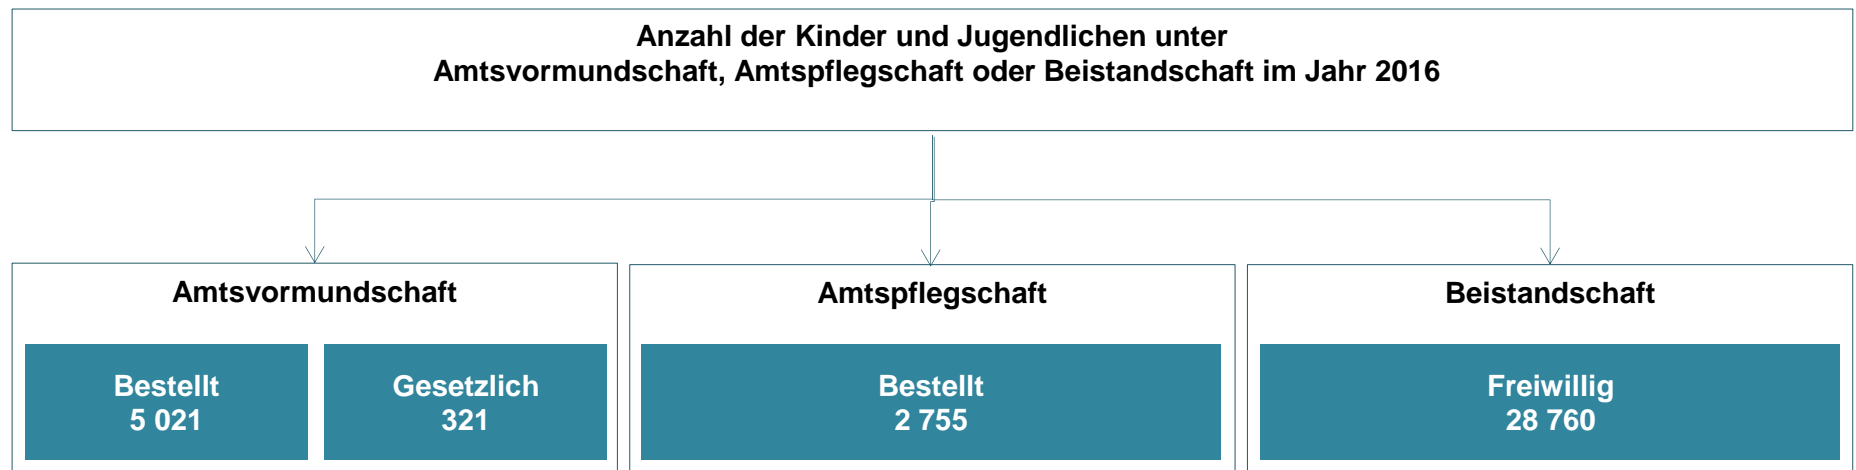 Anzahl der Kinder und Jugendlichen unter
Amtsvormundschaft, Amtspflegschaft oder Beistandschaft im Jahr 2016
Amtsvormundschaft
Bestellt
5 021
Gesetzlich
321
Amtspflegschaft
Bestellt
2 755
Beistandschaft
Freiwillig
28 760